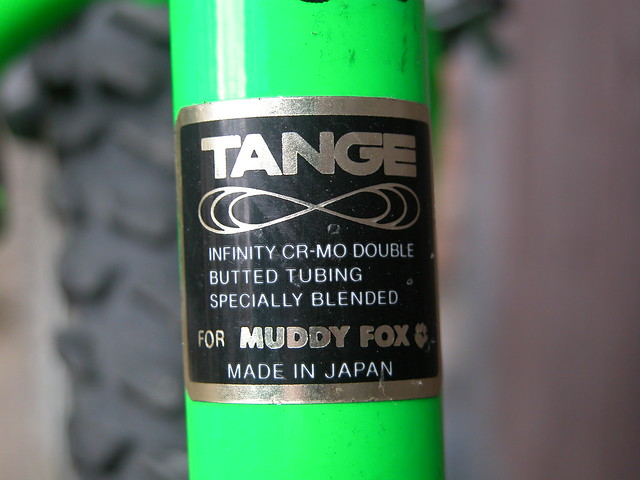 TANGE
INFINITY CR-MO DOUBLE
BUTTED TUBING
SPECIALLY BLENDED
FOR MUDDY FOX
MADE IN JAPAN